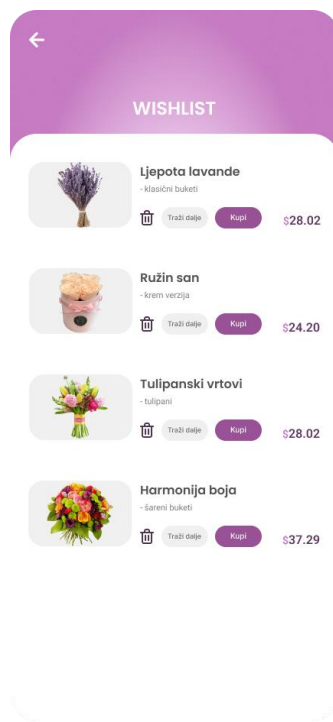 WISHLIST
Ljepota lavande
- klasični buketi
Traži dalje Kupi $28.02
Ružin san
- krem verzija
Traži dalje Kupi $24.20
Tulipanski vrtovi
- tulipani
Traži dalje Kupi $28.02
Harmonija boja
- šareni buketi
Traži dalje Kupi $37.29